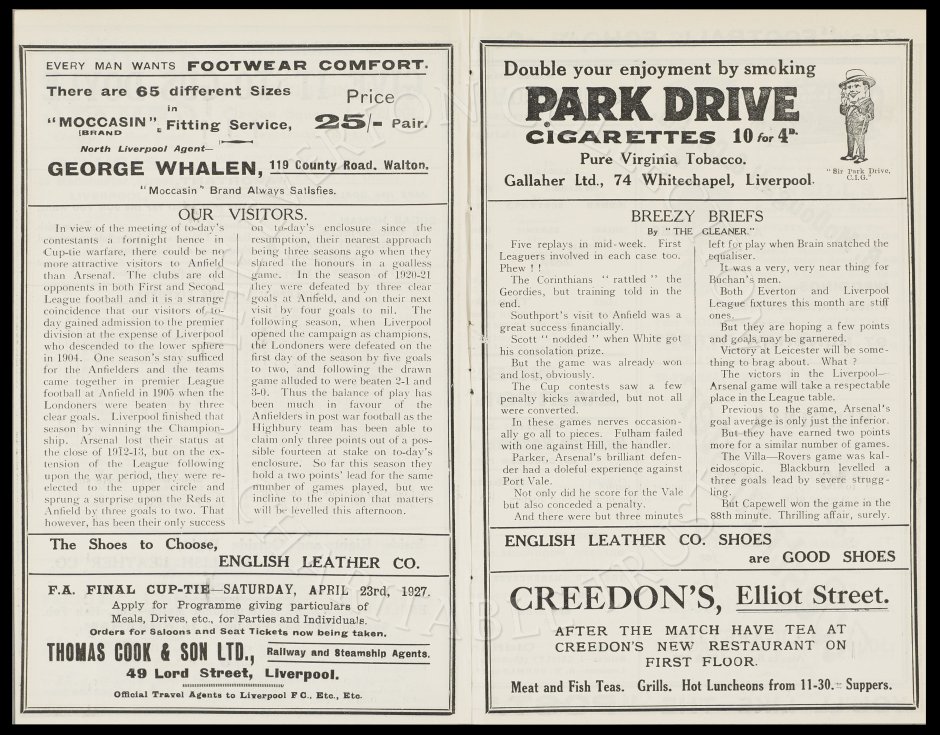 EVERY MAN WANTS FOOTWEAR COMFORT.
There are 65 different Sizes
in
"MOCCASIN" Fitting Service,
BRAND
Price
25/- Pair.
North Liverpool Agent—
GEORGE WHALEN, 119 County Road, Walton.
"Moccasin" Brand Always Satisfies.
OUR VISITORS.
In view of the meeting of to-day's
contestants a fortnight hence in
Cup-tie warfare, there could be no
more attractive visitors to Anfield
than Arsenal. The clubs are old
opponents in both First and Second
League football and it is a strange
coincidence that our visitors of to-
day gained admission to the premier
division at the expense of Liverpool
who descended to the lower sphere
in 1904. One season's stay sufficed
for the Anfielders and the teams
came together in premier League
football at Anfield in 1905 when the
Londoners were beaten by three
clear goals. Liverpool finished that
season by winning the Champion-
ship. Arsenal lost their status at
the close of 1912-13, but on the ex-
tension of the League following
upon the war period, they were re-
elected to the upper circle and
sprung a surprise upon the Reds at
Anfield by three goals to two. That
however, has been their only success
on to-day's enclosure since the
resumption, their nearest approach
being three seasons ago when they
shared the honours in a goalless
game. In the season of 1920-21
they were defeated by three clear
goals at Anfield, and on their next
visit by four goals to nil. The
following season, when Liverpool
opened the campaign as champions,
the Londoners were defeated on the
first day of the season by five goals
to two, and following the drawn
game alluded to were beaten 2-1 and
3-0. Thus the balance of play has
been much in favour of the
Anfielders in post war football as the
Highbury team has been able to
claim only three points out of a pos-
sible fourteen at stake on to-day's
enclosure. So far this season they
hold a two points' lead for the same
number of games played, but we
incline to the opinion that matters
will be levelled this afternoon.
The Shoes to Choose,
ENGLISH LEATHER CO.
F.A. FINAL CUP-TIE—SATURDAY, APRIL 23rd, 1927.
Apply for Programme giving particulars of
Meals, Drives, etc., for Parties and Individuals.
Orders for Saloons and Seat Tickets now being taken.
THOMAS COOK & SON LTD., Railway and Steamship Agents.
49 Lord Street, Liverpool.
Official Travel Agents to Liverpool F C., Etc., Etc.
Double your enjoyment by smoking
PARK DRIVE
CIGARETTES 10 for 4D.
Pure Virginia Tobacco.
Gallaher Ltd., 74 Whitechapel, Liverpool.
"Sir Park Drive,
C.I.G."
BREEZY BRIEFS
By "THE GLEANER."
Five replays in mid-week. First
Leaguers involved in each case too.
Phew ! !
The Corinthians "rattled" the
Geordies, but training told in the
end.
Southport's visit to Anfield was a
great success financially.
Scott "nodded" when White got
his consolation prize.
But the game was already won
and lost, obviously.
The Cup contests saw a few
penalty kicks awarded, but not all
were converted.
In these games nerves occasion-
ally go all to pieces. Fulham failed
with one against Hill, the handler.
Parker, Arsenal's brilliant defen-
der had a doleful experience against
Port Vale.
Not only did he score for the Vale
but also conceded a penalty.
And there were but three minutes
left for play when Brain snatched the
equaliser.
It was a very, very near thing for
Buchan's men.
Both Everton and Liverpool
League fixtures this month are stiff
ones.
But they are hoping a few points
and goals may be garnered.
Victory at Leicester will be some-
thing to brag about. What ?
The victors in the Liverpool—
Arsenal game will take a respectable
place in the League table.
Previous to the game, Arsenal's
goal average is only just the inferior.
But they have earned two points
more for a similar number of games.
The Villa—Rovers game was kal-
eidoscopic. Blackburn levelled a
three goals lead by severe strugg-
ling.
But Capewell won the game in the
88th minute. Thrilling affair, surely.
ENGLISH LEATHER CO. SHOES
are GOOD SHOES
CREEDON'S, Elliot Street.
AFTER THE MATCH HAVE TEA AT
CREEDON'S NEW RESTAURANT ON
FIRST FLOOR.
Meat and Fish Teas. Grills. Hot Luncheons from 11-30.- Suppers.